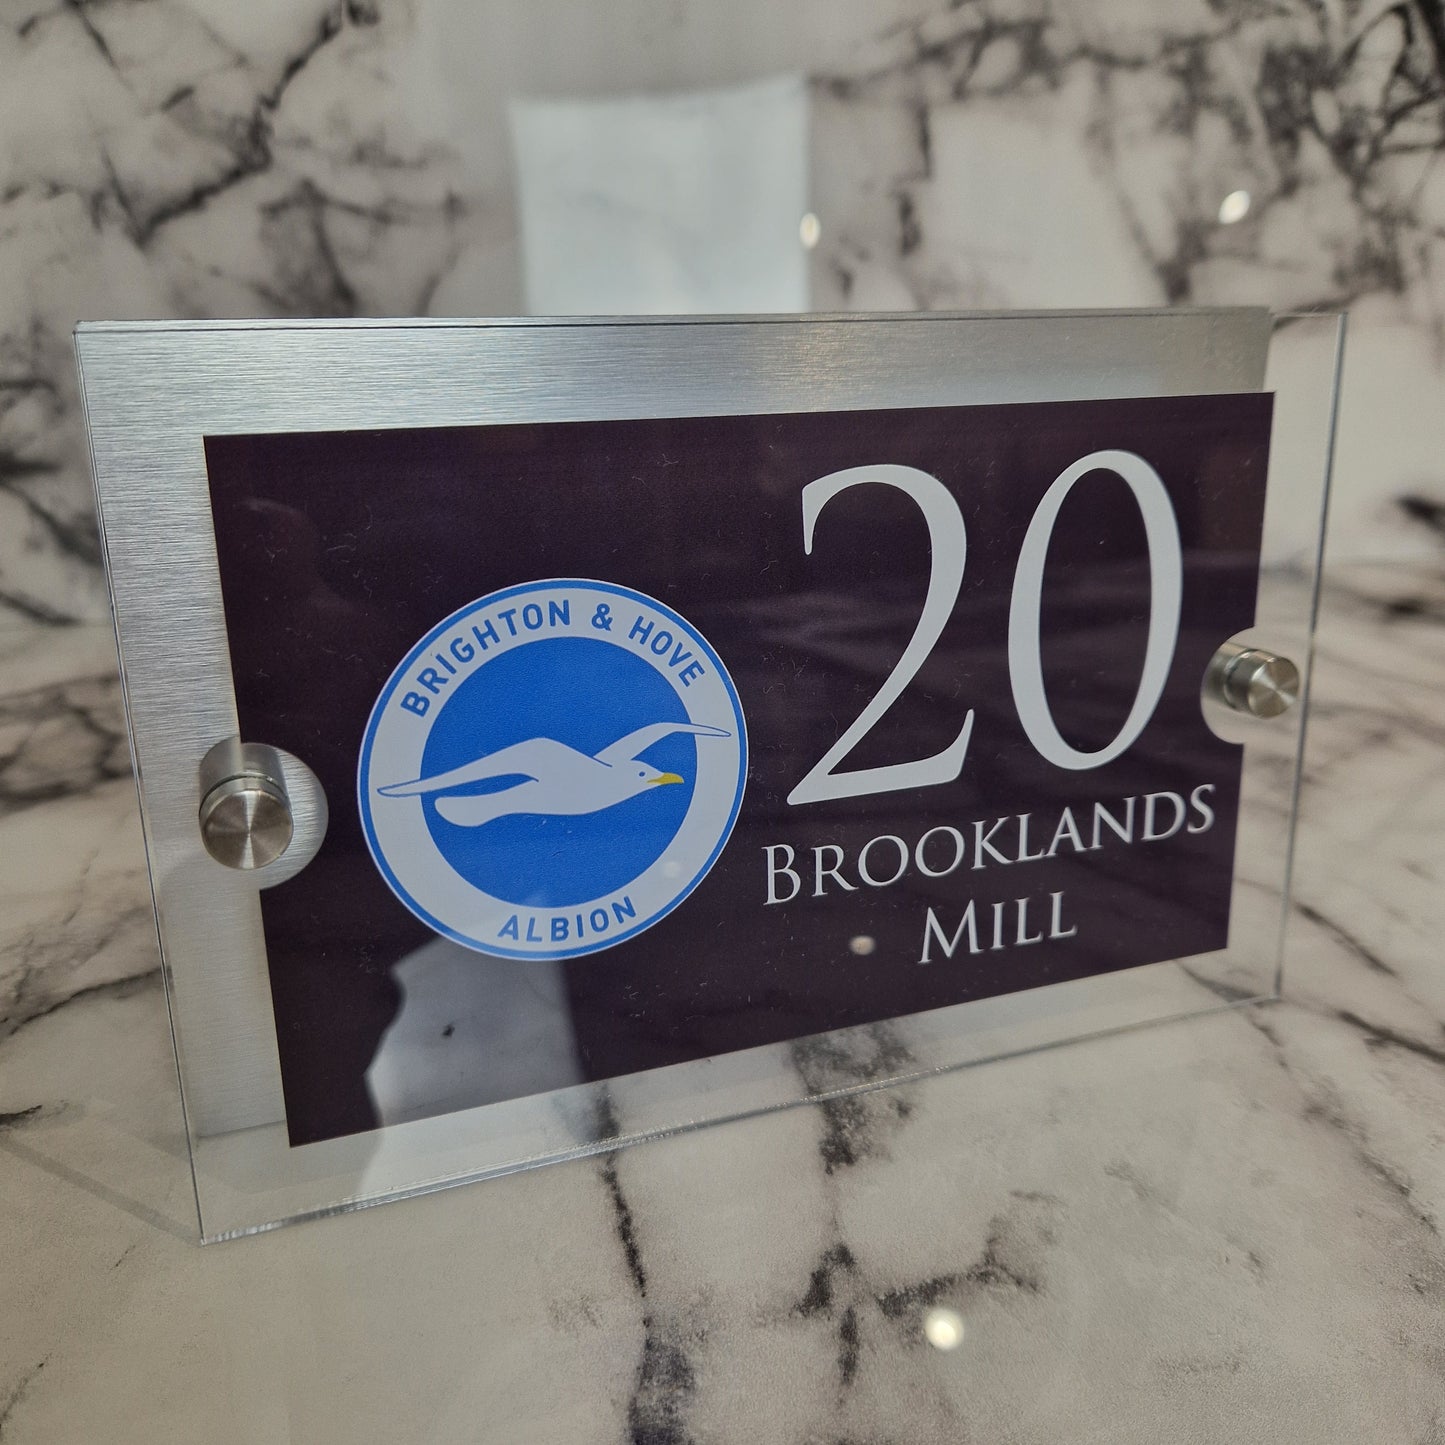 BRIGHTON & HOVE
ALBION
20
BROOKLANDS
MILL